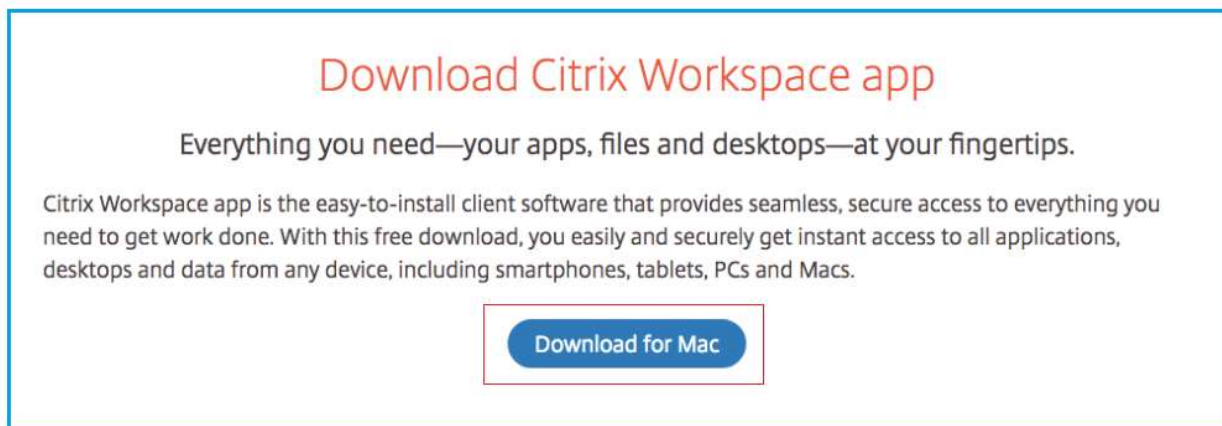 Download Citrix Workspace app
Everything you need—your apps, files and desktops—at your fingertips.
Citrix Workspace app is the easy-to-install client software that provides seamless, secure access to everything you
need to get work done. With this free download, you easily and securely get instant access to all applications,
desktops and data from any device, including smartphones, tablets, PCs and Macs.
Download for Mac